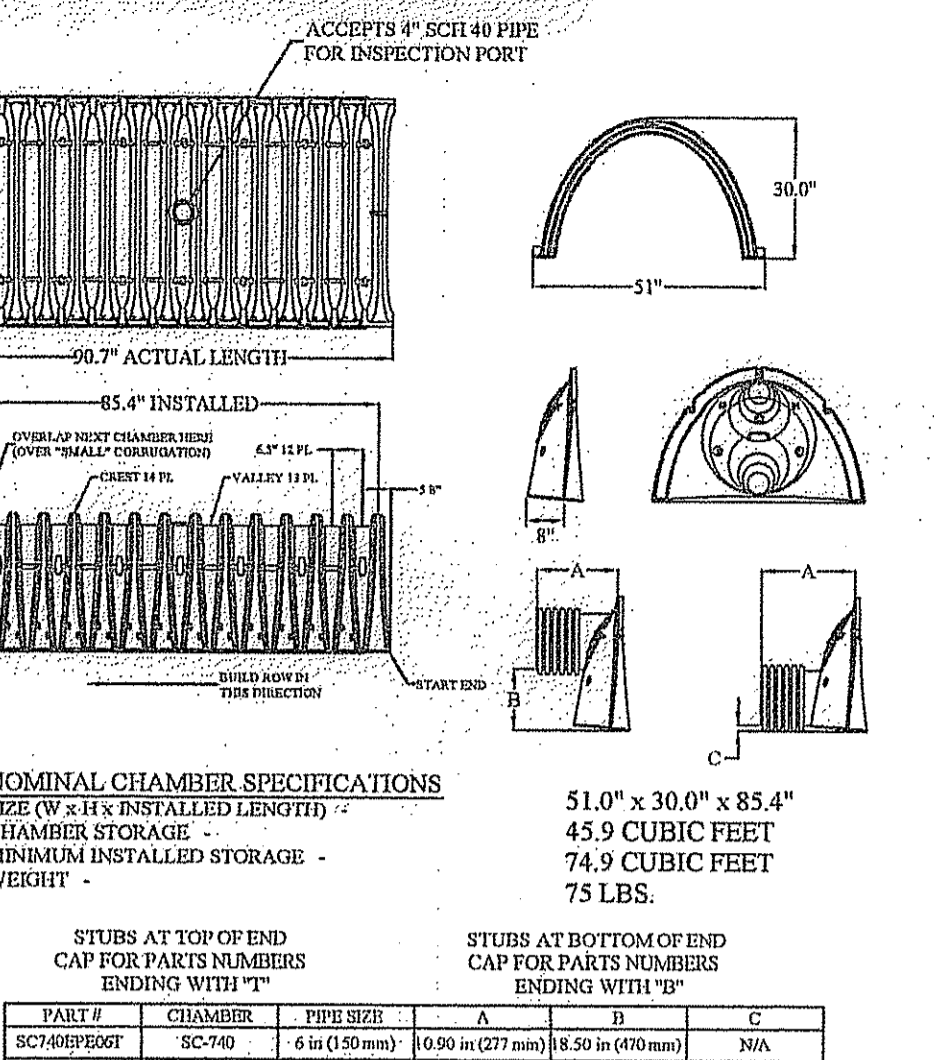 ACCEPTS 4" SCH 40 PIPE
FOR INSPECTION PORT
30.0"
51"
90.7" ACTUAL LENGTH
85.4" INSTALLED
OVERLAP NEXT CHAMBER HERE
(OVER "SMALL" CORRUGATION)
CREST 14 PL
VALLEY 13 PL
12 PL
8"
A
A
B
C
BUILD ROW IN
THIS DIRECTION
START END
NOMINAL CHAMBER SPECIFICATIONS
SIZE (W x H x INSTALLED LENGTH) -
CHAMBER STORAGE -
MINIMUM INSTALLED STORAGE -
WEIGHT -
51.0" x 30.0" x 85.4"
45.9 CUBIC FEET
74.9 CUBIC FEET
75 LBS.
STUBS AT TOP OF END
CAP FOR PARTS NUMBERS
ENDING WITH "T"
STUBS AT BOTTOM OF END
CAP FOR PARTS NUMBERS
ENDING WITH "B"
PART # CHAMBER PIPE SIZE A B C
SC740EPE06T SC-740 6 in (150 mm) 10.90 in (277 mm) 18.50 in (470 mm) N/A